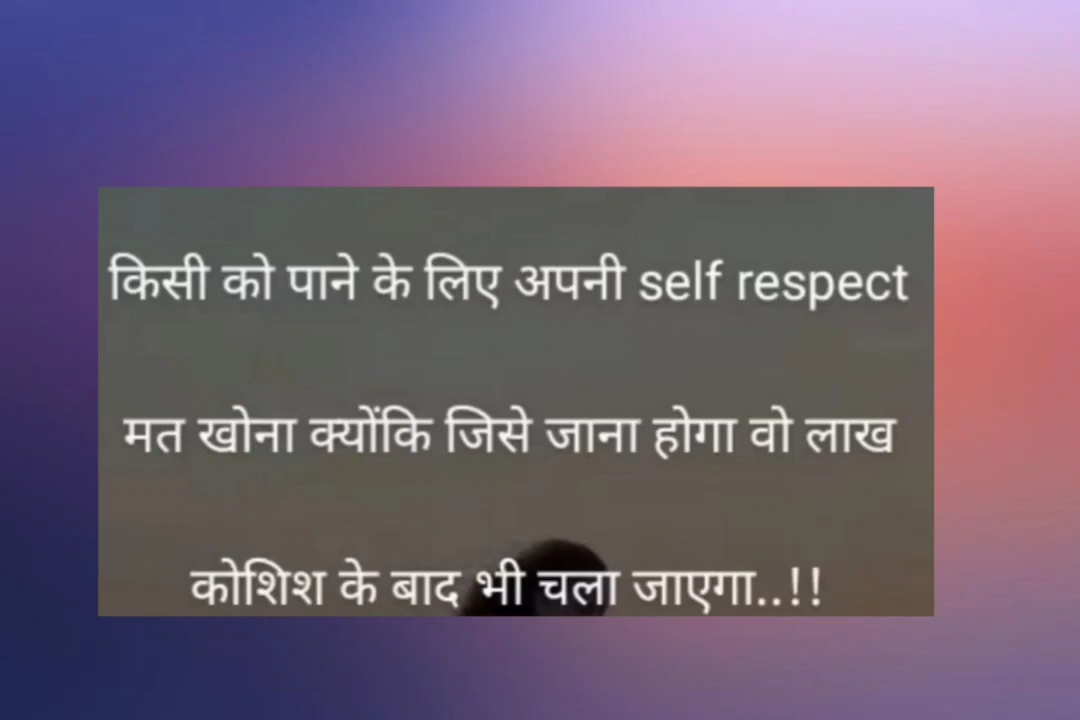 किसी को पाने के लिए अपनी self respect
मत खोना क्योंकि जिसे जाना होगा वो लाख
कोशिश के बाद भी चला जाएगा..!!